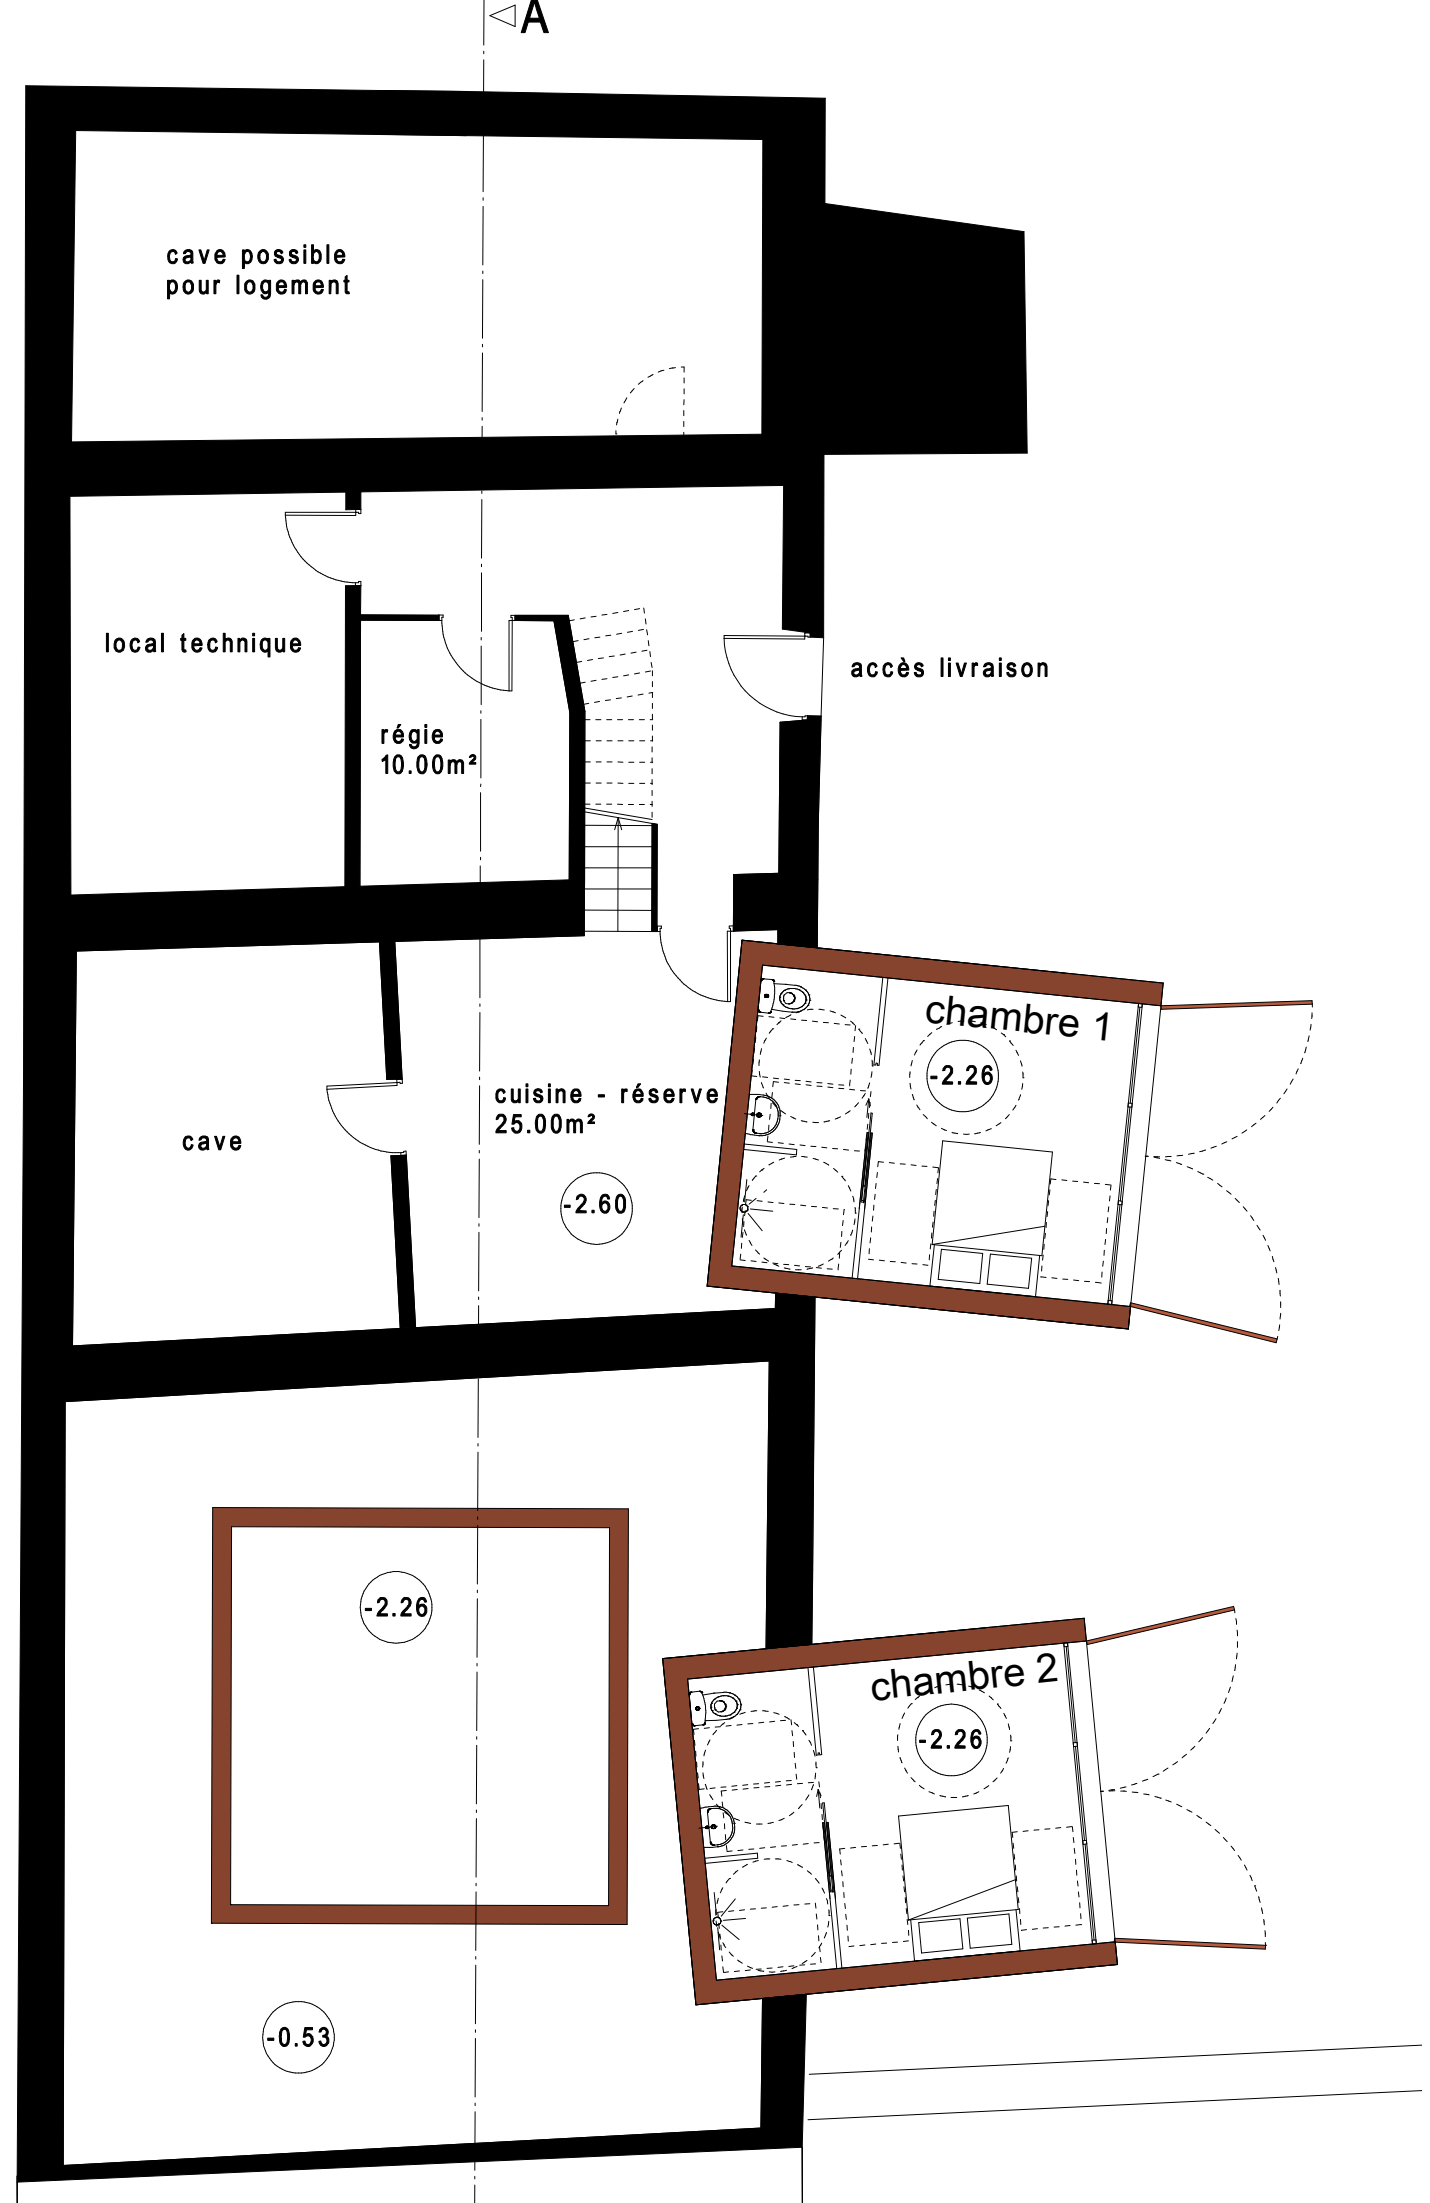 A
cave possible
pour logement
local technique
accès livraison
régie
10.00m²
chambre 1
-2.26
cuisine - réserve
25.00m²
cave
-2.60
-2.26
chambre 2
-2.26
-0.53